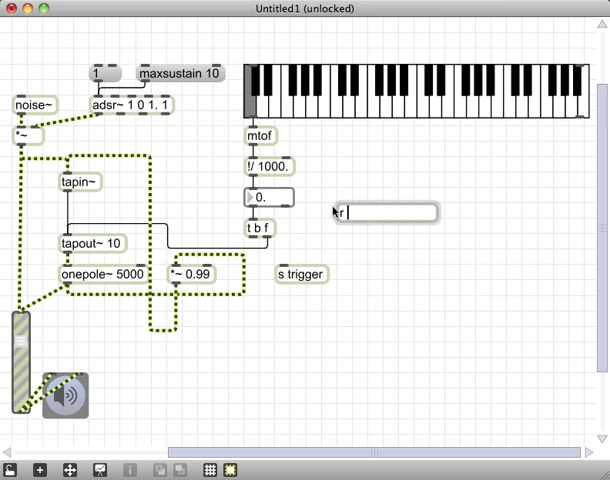 Untitled1 (unlocked)
1
maxsustain 10
noise~
adsr~ 1 0 1. 1
*~
mtof
!/ 1000.
tapin~
0.
r
t b f
tapout~ 10
onepole~ 5000
*~ 0.99
s trigger